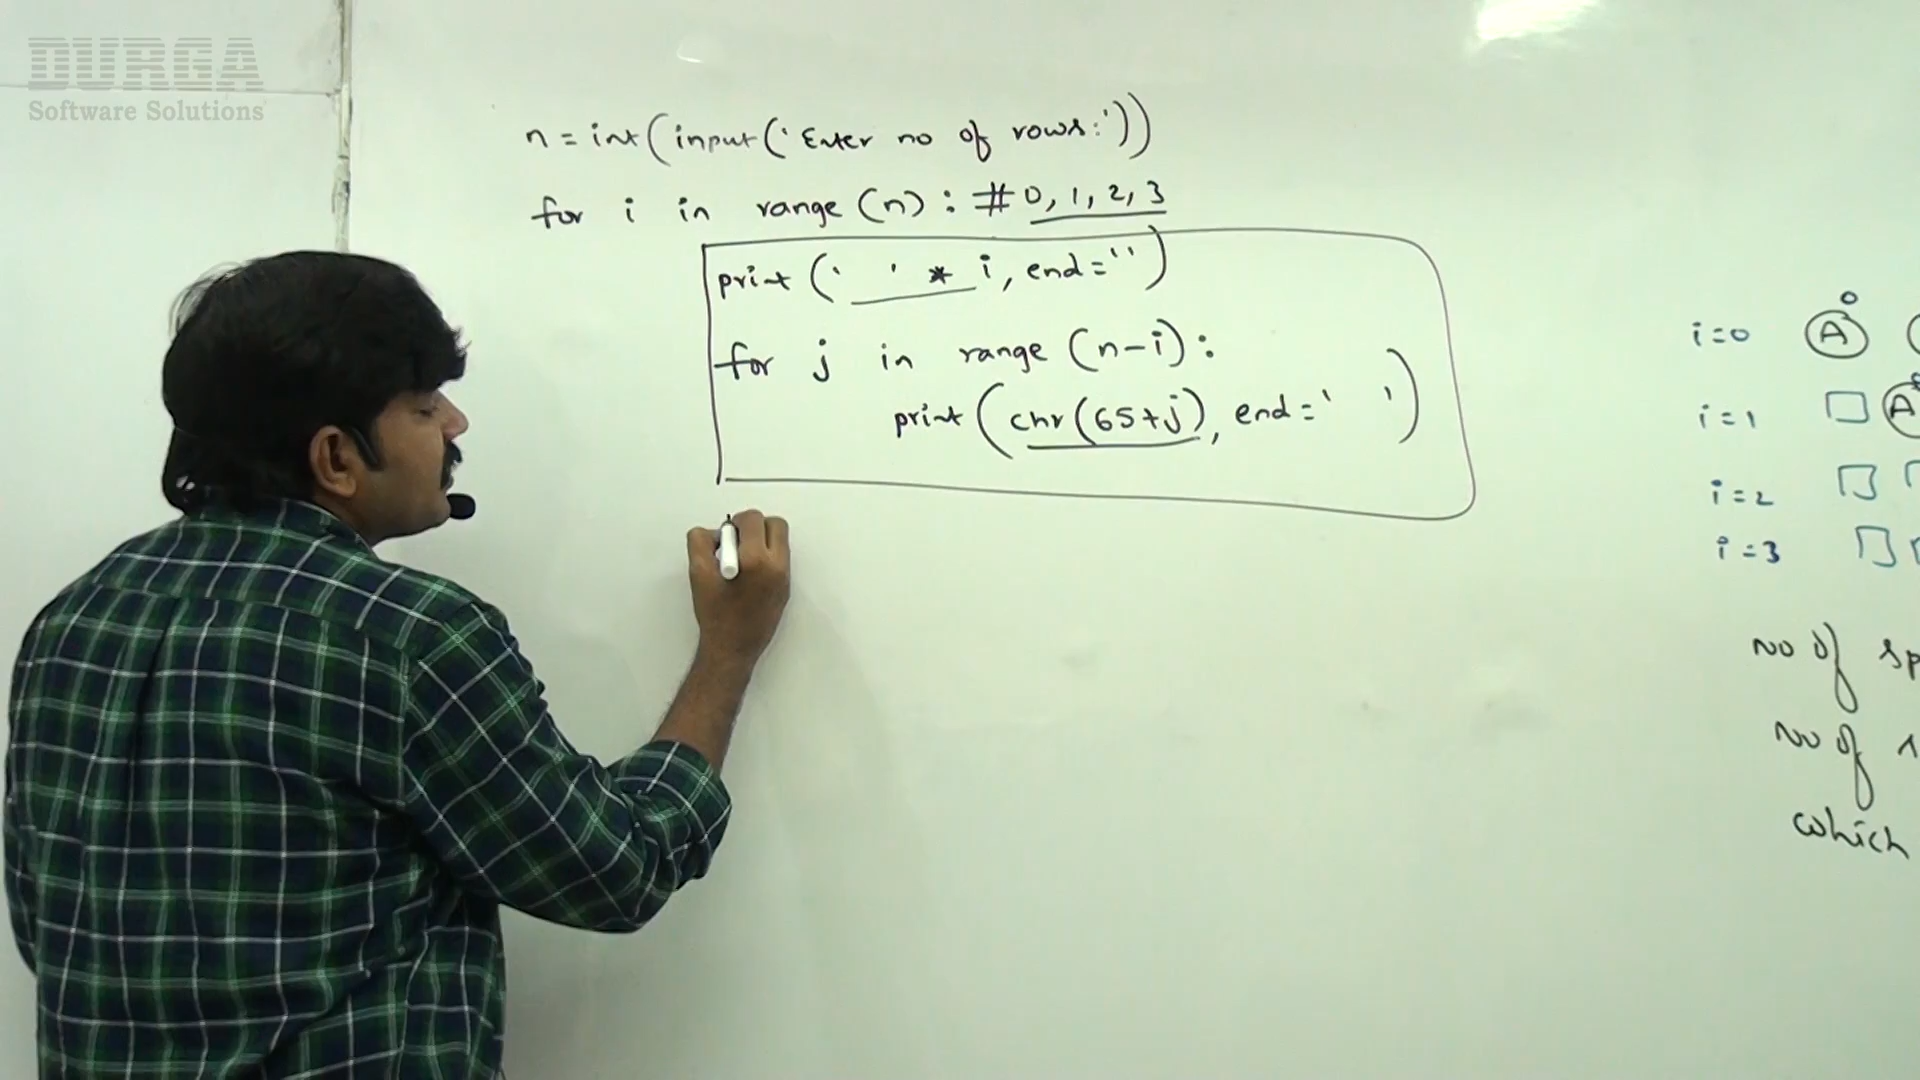 DURGA
Software Solutions
n = int(input('Enter no of rows:'))
for i in range(n): # 0, 1, 2, 3
print(' ' * i, end='')
for j in range(n-i):
print(chr(65+j), end=' ')
i=0 A 0
i=1 A
i=2
i=3
no of
no of
which